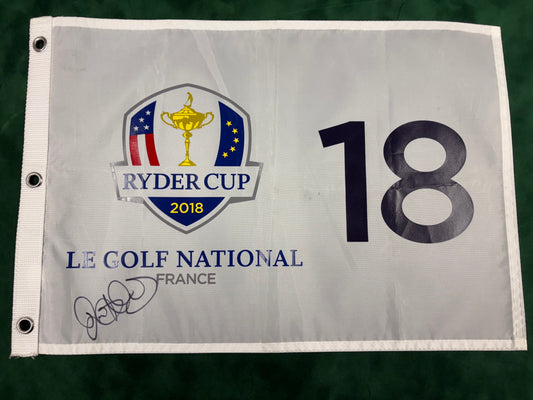 RYDER CUP
2018
LE GOLF NATIONAL
FRANCE
18